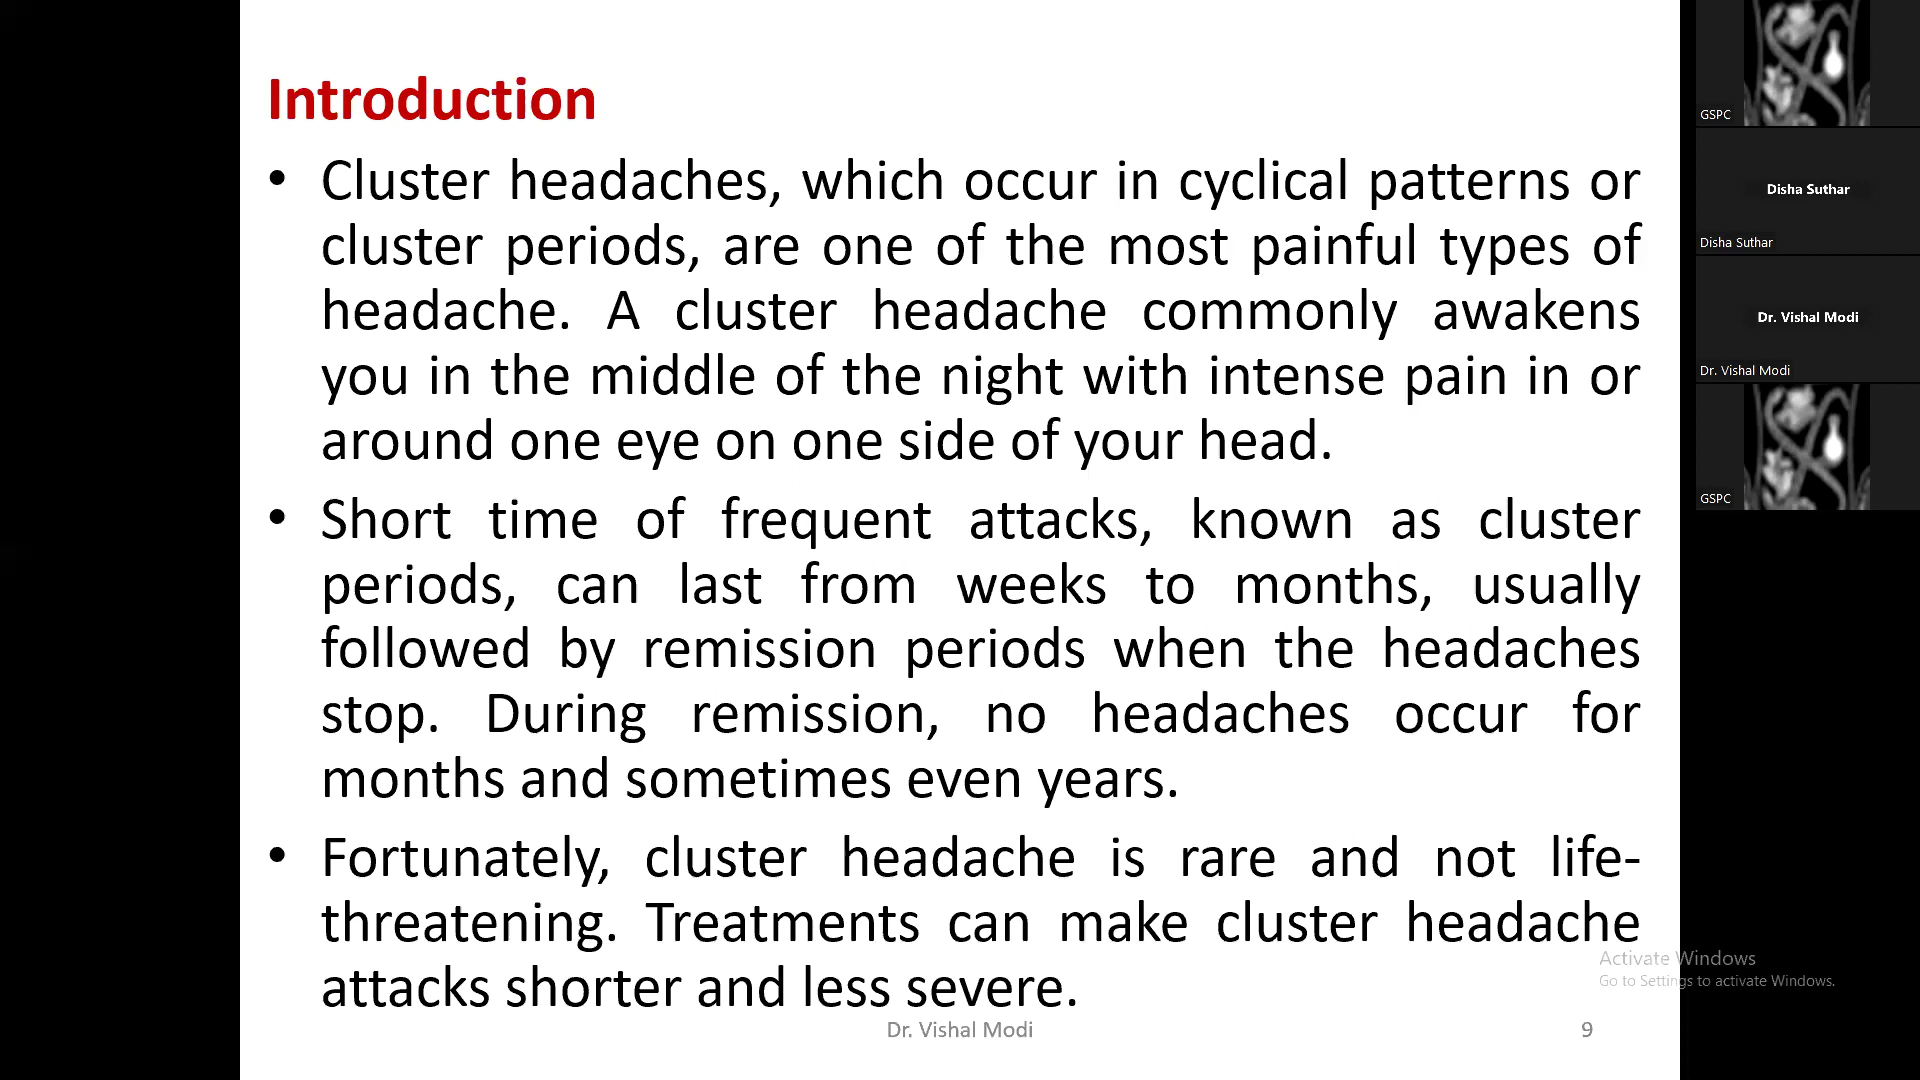 Introduction
• Cluster headaches, which occur in cyclical patterns or
cluster periods, are one of the most painful types of
headache. A cluster headache commonly awakens
you in the middle of the night with intense pain in or
around one eye on one side of your head.
• Short time of frequent attacks, known as cluster
periods, can last from weeks to months, usually
followed by remission periods when the headaches
stop. During remission, no headaches occur for
months and sometimes even years.
• Fortunately, cluster headache is rare and not life-
threatening. Treatments can make cluster headache
attacks shorter and less severe.
Dr. Vishal Modi
9
GSPC
Disha Suthar
Disha Suthar
Dr. Vishal Modi
Dr. Vishal Modi
GSPC
Activate Windows
Go to Settings to activate Windows.